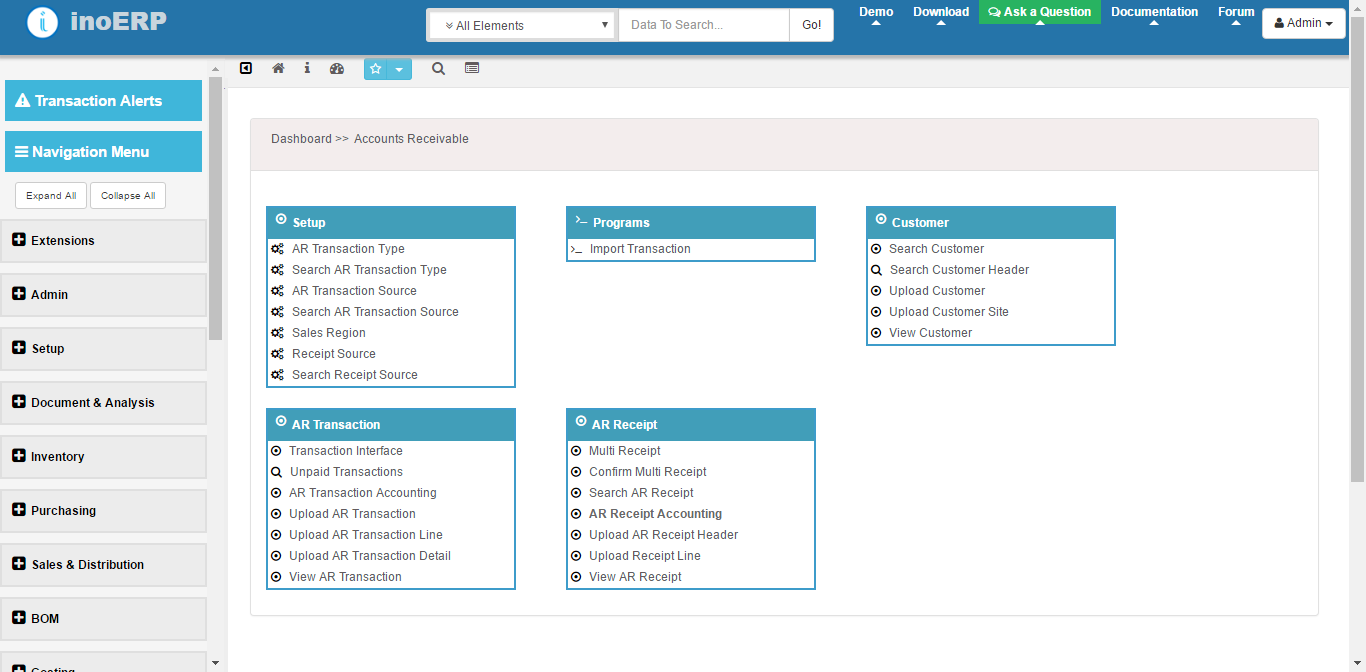 inoERP
All Elements
Data To Search...
Go!
Demo
Download
Ask a Question
Documentation
Forum
Admin
Transaction Alerts
Navigation Menu
Expand All
Collapse All
Extensions
Admin
Setup
Document & Analysis
Inventory
Purchasing
Sales & Distribution
BOM
Costing
Dashboard >> Accounts Receivable
Setup
AR Transaction Type
Search AR Transaction Type
AR Transaction Source
Search AR Transaction Source
Sales Region
Receipt Source
Search Receipt Source
Programs
Import Transaction
Customer
Search Customer
Search Customer Header
Upload Customer
Upload Customer Site
View Customer
AR Transaction
Transaction Interface
Unpaid Transactions
AR Transaction Accounting
Upload AR Transaction
Upload AR Transaction Line
Upload AR Transaction Detail
View AR Transaction
AR Receipt
Multi Receipt
Confirm Multi Receipt
Search AR Receipt
AR Receipt Accounting
Upload AR Receipt Header
Upload Receipt Line
View AR Receipt